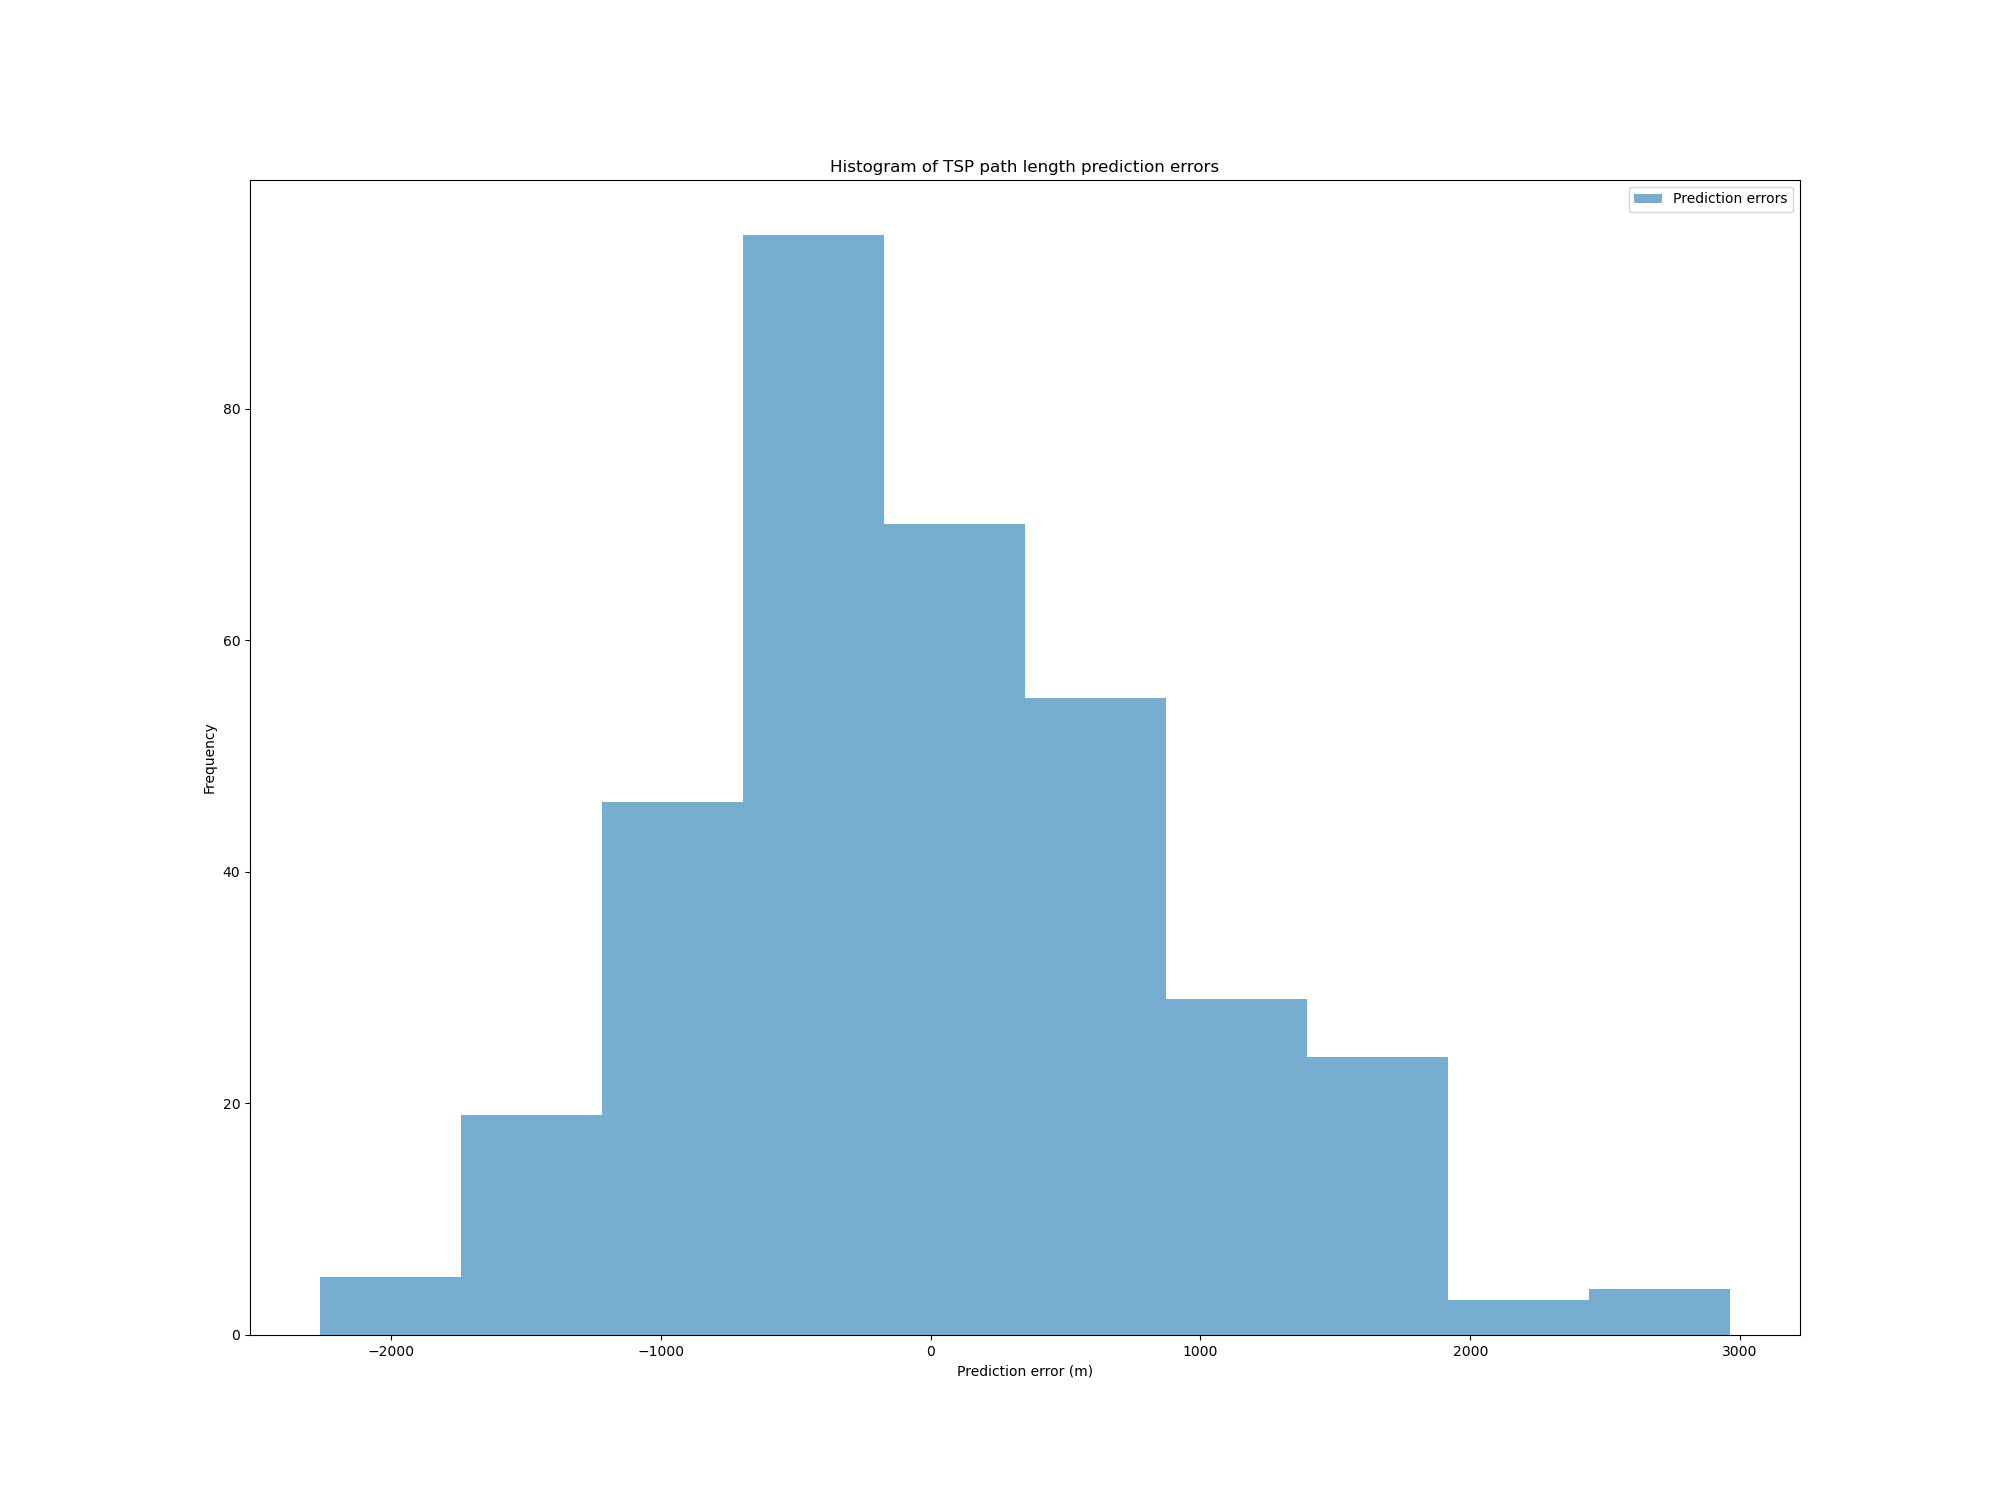 Histogram of TSP path length prediction errors
Prediction errors
80
60
40
20
0
Frequency
−2000
−1000
0
1000
2000
3000
Prediction error (m)